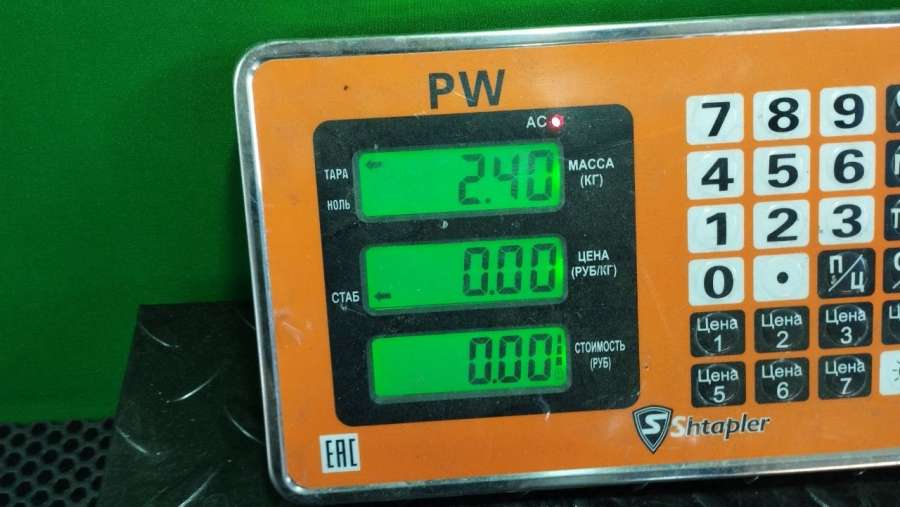 PW
AC
ТАРА
НОЛЬ
2.40
МАССА
(КГ)
СТАБ
0.00
ЦЕНА
(РУБ/КГ)
0.00
СТОИМОСТЬ
(РУБ)
7 8 9
4 5 6
1 2 3
0 . П/Ц
Цена 1
Цена 2
Цена 3
Цена 5
Цена 6
Цена 7
S Shtapler
EAC